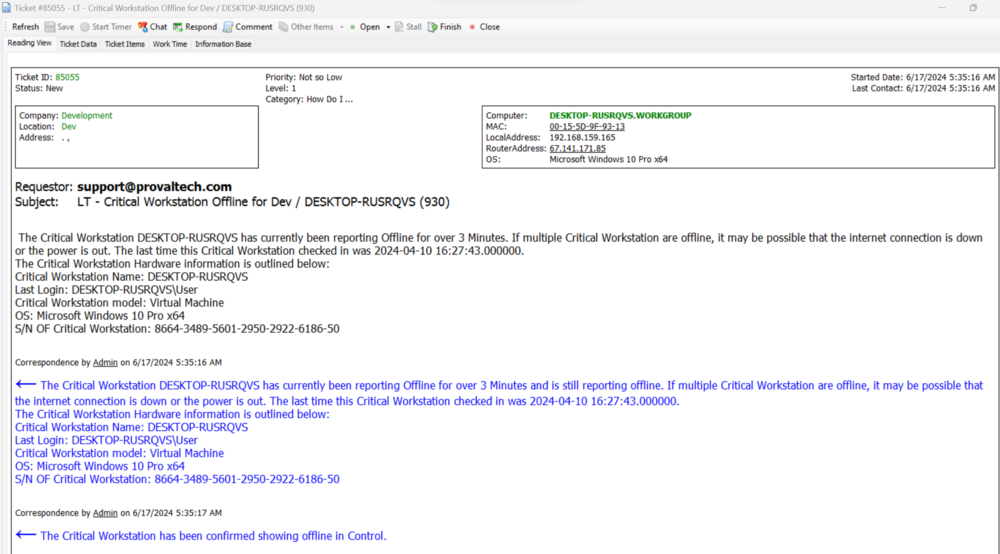 Ticket #85055 - LT - Critical Workstation Offline for Dev / DESKTOP-RUSRQVS (930)
Refresh Save Start Timer Chat Respond Comment Other Items Open Stall Finish Close
Reading View Ticket Data Ticket Items Work Time Information Base
Ticket ID: 85055 Priority: Not so Low Started Date: 6/17/2024 5:35:16 AM
Status: New Level: 1 Last Contact: 6/17/2024 5:35:16 AM
Category: How Do I ...
Company: Development
Location: Dev
Address: . ,
Computer: DESKTOP-RUSRQVS.WORKGROUP
MAC: 00-15-5D-9F-93-13
LocalAddress: 192.168.159.165
RouterAddress: 67.141.171.85
OS: Microsoft Windows 10 Pro x64
Requestor: support@provaltech.com
Subject: LT - Critical Workstation Offline for Dev / DESKTOP-RUSRQVS (930)
The Critical Workstation DESKTOP-RUSRQVS has currently been reporting Offline for over 3 Minutes. If multiple Critical Workstation are offline, it may be possible that the internet connection is down
or the power is out. The last time this Critical Workstation checked in was 2024-04-10 16:27:43.000000.
The Critical Workstation Hardware information is outlined below:
Critical Workstation Name: DESKTOP-RUSRQVS
Last Login: DESKTOP-RUSRQVS\User
Critical Workstation model: Virtual Machine
OS: Microsoft Windows 10 Pro x64
S/N OF Critical Workstation: 8664-3489-5601-2950-2922-6186-50
Correspondence by Admin on 6/17/2024 5:35:16 AM
The Critical Workstation DESKTOP-RUSRQVS has currently been reporting Offline for over 3 Minutes and is still reporting offline. If multiple Critical Workstation are offline, it may be possible that
the internet connection is down or the power is out. The last time this Critical Workstation checked in was 2024-04-10 16:27:43.000000.
The Critical Workstation Hardware information is outlined below:
Critical Workstation Name: DESKTOP-RUSRQVS
Last Login: DESKTOP-RUSRQVS\User
Critical Workstation model: Virtual Machine
OS: Microsoft Windows 10 Pro x64
S/N OF Critical Workstation: 8664-3489-5601-2950-2922-6186-50
Correspondence by Admin on 6/17/2024 5:35:17 AM
The Critical Workstation has been confirmed showing offline in Control.